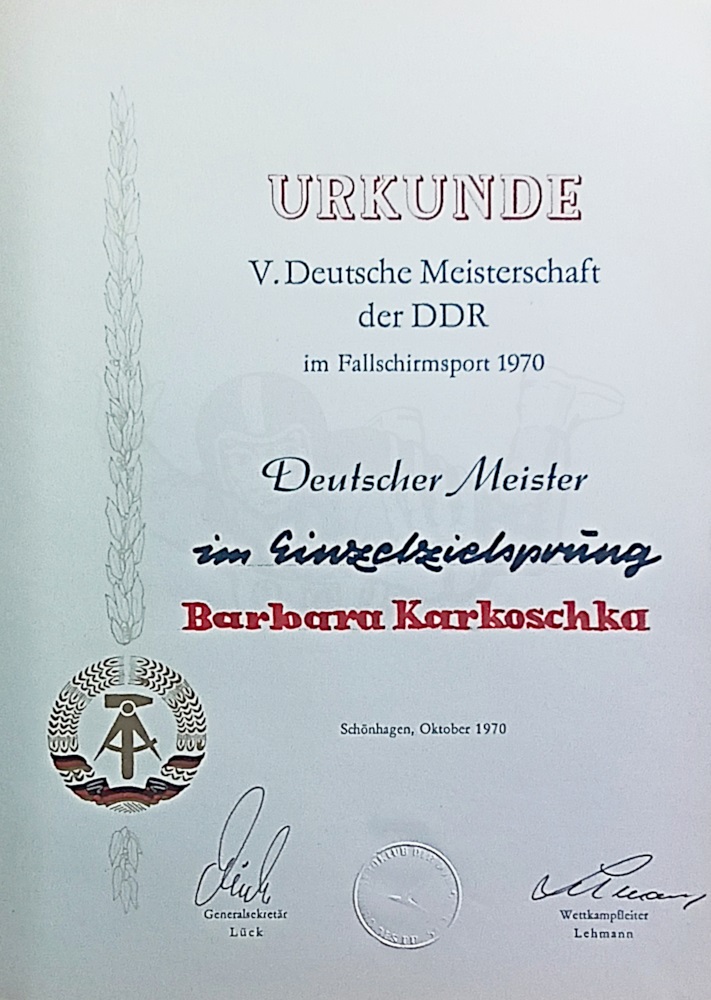 URKUNDE
V. Deutsche Meisterschaft
der DDR
im Fallschirmsport 1970
Deutscher Meister
im Einzelzielsprung
Barbara Karkoschka
Schönhagen, Oktober 1970
Generalsekretär
Lück
Wettkampfleiter
Lehmann